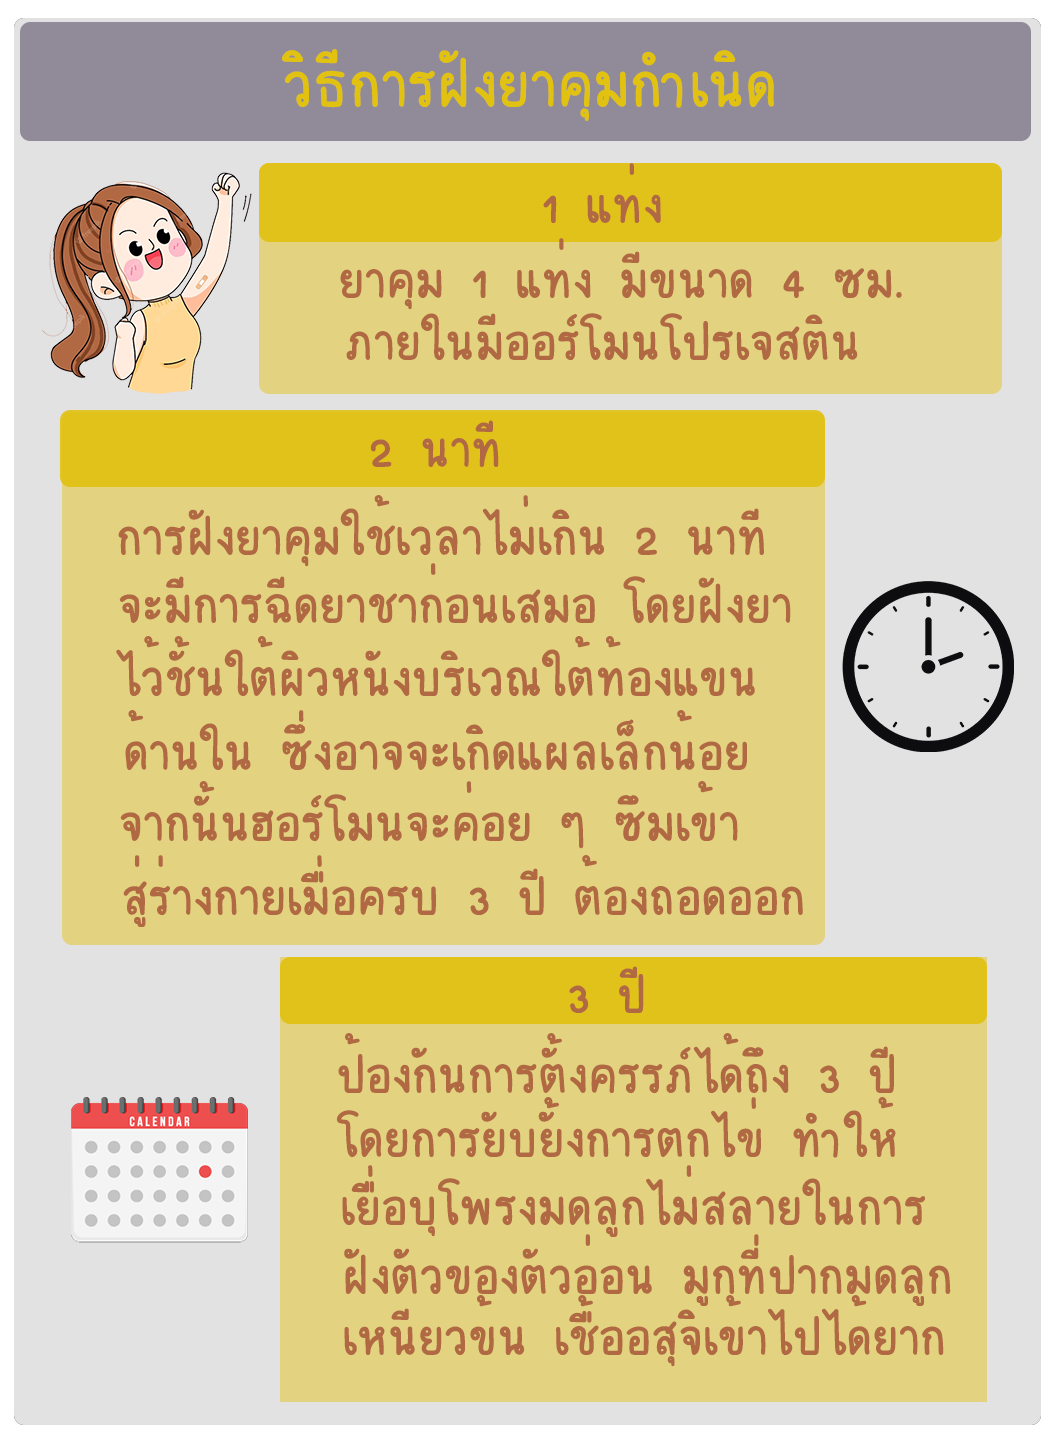 วิธีการฝังยาคุมกำเนิด
1 แท่ง
ยาคุม 1 แท่ง มีขนาด 4 ซม.
ภายในมีออร์โมนโปรเจสติน
2 นาที
การฝังยาคุมใช้เวลาไม่เกิน 2 นาที
จะมีการฉีดยาชาก่อนเสมอ โดยฝังยา
ไว้ชั้นใต้ผิวหนังบริเวณใต้ท้องแขน
ด้านใน ซึ่งอาจจะเกิดแผลเล็กน้อย
จากนั้นฮอร์โมนจะค่อย ๆ ซึมเข้า
สู่ร่างกายเมื่อครบ 3 ปี ต้องถอดออก
3 ปี
ป้องกันการตั้งครรภ์ได้ถึง 3 ปี
โดยการยับยั้งการตกไข่ ทำให้
CALENDAR
เยื่อบุโพรงมดลูกไม่สลายในการ
ฝังตัวของตัวอ่อน มูกที่ปากมดลูก
เหนียวข้น เชื้ออสุจิเข้าไปได้ยาก